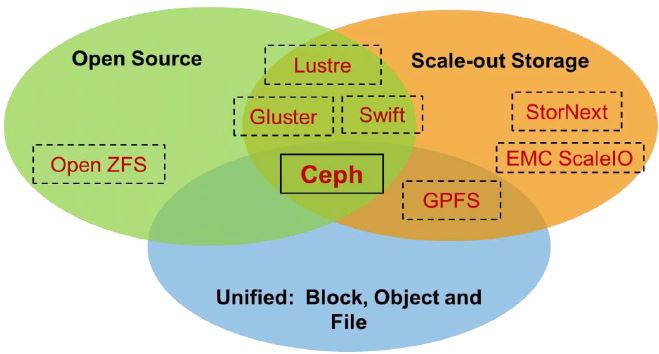 Open Source
Lustre
Scale-out Storage
Gluster
Swift
StorNext
Open ZFS
EMC ScaleIO
Ceph
GPFS
Unified: Block, Object and
File